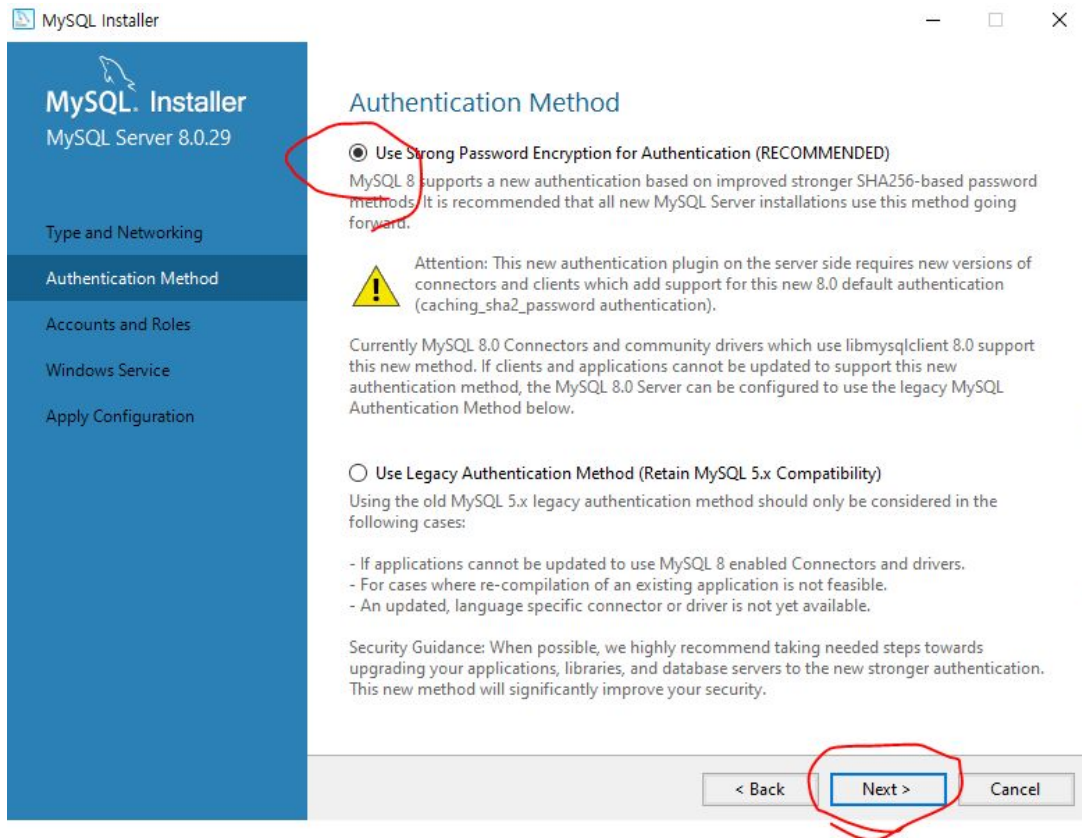 MySQL Installer
MySQL. Installer
MySQL Server 8.0.29
Type and Networking
Authentication Method
Accounts and Roles
Windows Service
Apply Configuration
Authentication Method
Use Strong Password Encryption for Authentication (RECOMMENDED)
MySQL 8 supports a new authentication based on improved stronger SHA256-based password
methods. It is recommended that all new MySQL Server installations use this method going
forward.
Attention: This new authentication plugin on the server side requires new versions of
connectors and clients which add support for this new 8.0 default authentication
(caching_sha2_password authentication).
Currently MySQL 8.0 Connectors and community drivers which use libmysqlclient 8.0 support
this new method. If clients and applications cannot be updated to support this new
authentication method, the MySQL 8.0 Server can be configured to use the legacy MySQL
Authentication Method below.
Use Legacy Authentication Method (Retain MySQL 5.x Compatibility)
Using the old MySQL 5.x legacy authentication method should only be considered in the
following cases:
- If applications cannot be updated to use MySQL 8 enabled Connectors and drivers.
- For cases where re-compilation of an existing application is not feasible.
- An updated, language specific connector or driver is not yet available.
Security Guidance: When possible, we highly recommend taking needed steps towards
upgrading your applications, libraries, and database servers to the new stronger authentication.
This new method will significantly improve your security.
< Back
Next >
Cancel